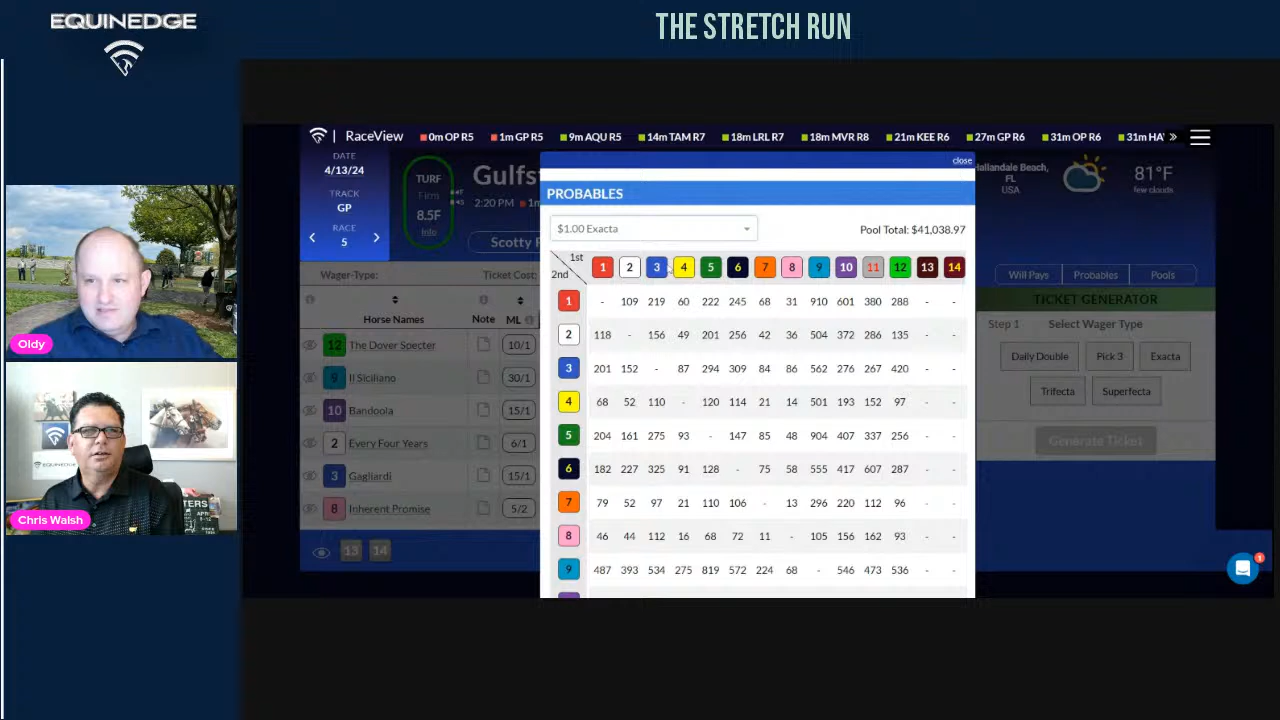 EQUINEDGE
THE STRETCH RUN
RaceView 0m OP R5 1m GP R5 9m AQU R5 14m TAM R7 18m LRL R7 18m MVR R8 21m KEE R6 27m GP R6 31m OP R6 31m HA »
DATE
4/13/24
TRACK
GP
RACE
5
TURF
Firm
8.5F
Info
Gulfs
2:20 PM
Scotty
close
PROBABLES
$1.00 Exacta
Pool Total: $41,038.97
1st
2nd
1 2 3 4 5 6 7 8 9 10 11 12 13 14
1 - 109 219 60 222 245 68 31 910 601 380 288 - -
2 118 - 156 49 201 256 42 36 504 372 286 135 - -
3 201 152 - 87 294 309 84 86 562 276 267 420 - -
4 68 52 110 - 120 114 21 14 501 193 152 97 - -
5 204 161 275 93 - 147 85 48 904 407 337 256 - -
6 182 227 325 91 128 - 75 58 555 417 607 287 - -
7 79 52 97 21 110 106 - 13 296 220 112 96 - -
8 46 44 112 16 68 72 11 - 105 156 162 93 - -
9 487 393 534 275 819 572 224 68 - 546 473 536 - -
Hallandale Beach,
FL
USA
81°F
few clouds
Will Pays Probables Pools
TICKET GENERATOR
Step 1 Select Wager Type
Daily Double Pick 3 Exacta
Trifecta Superfecta
Generate Ticket
Wager-Type: Ticket Cost:
Horse Names Note ML
12 The Dover Specter 10/1
9 Il Siciliano 30/1
10 Bandoola 15/1
2 Every Four Years 6/1
3 Gagliardi 15/1
8 Inherent Promise 5/2
13 14
1
Oldy
EQUINEDGE
Chris Walsh